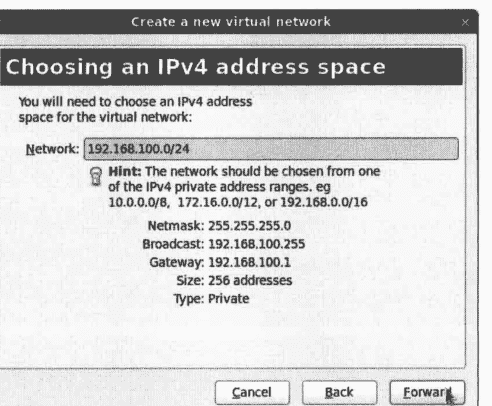 Create a new virtual network
Choosing an IPv4 address space
You will need to choose an IPv4 address
space for the virtual network:
Network: 192.168.100.0/24
Hint: The network should be chosen from one
of the IPv4 private address ranges. eg
10.0.0.0/8, 172.16.0.0/12, or 192.168.0.0/16
Netmask: 255.255.255.0
Broadcast: 192.168.100.255
Gateway: 192.168.100.1
Size: 256 addresses
Type: Private
Cancel Back Forward